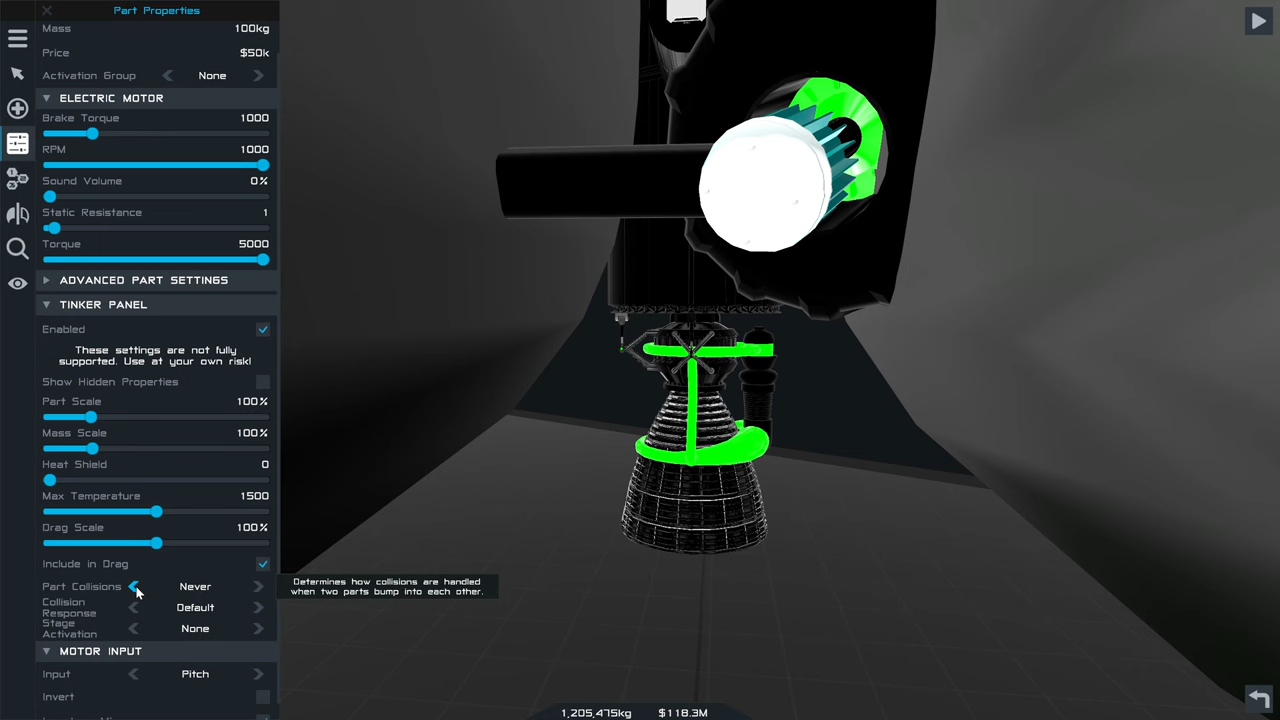 Part Properties
Mass 100kg
Price $50k
Activation Group None
ELECTRIC MOTOR
Brake Torque 1000
RPM 1000
Sound Volume 0%
Static Resistance 1
Torque 5000
ADVANCED PART SETTINGS
TINKER PANEL
Enabled
These settings are not fully
supported. Use at your own risk!
Show Hidden Properties
Part Scale 100%
Mass Scale 100%
Heat Shield 0
Max Temperature 1500
Drag Scale 100%
Include in Drag
Part Collisions Never
Determines how collisions are handled
when two parts bump into each other.
Collision
Response Default
Stage
Activation None
MOTOR INPUT
Input Pitch
Invert
1,205,475kg $118.3M